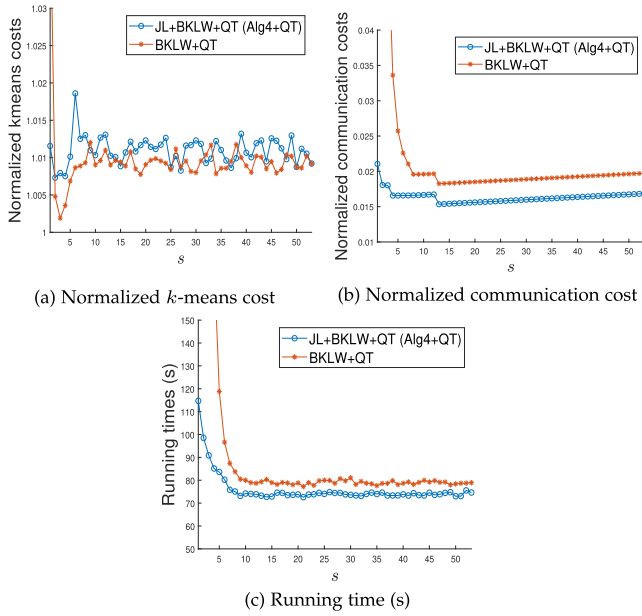 1.03
1.025
1.02
1.015
1.01
1.005
1
Normalized kmeans costs
JL+BKLW+QT (Alg4+QT)
BKLW+QT
5 10 15 20 25 30 35 40 45 50
s
(a) Normalized k-means cost
0.04
0.035
0.03
0.025
0.02
0.015
0.01
Normalized communication costs
JL+BKLW+QT (Alg4+QT)
BKLW+QT
5 10 15 20 25 30 35 40 45 50
s
(b) Normalized communication cost
150
140
130
120
110
100
90
80
70
60
50
Running times (s)
JL+BKLW+QT (Alg4+QT)
BKLW+QT
5 10 15 20 25 30 35 40 45 50
s
(c) Running time (s)